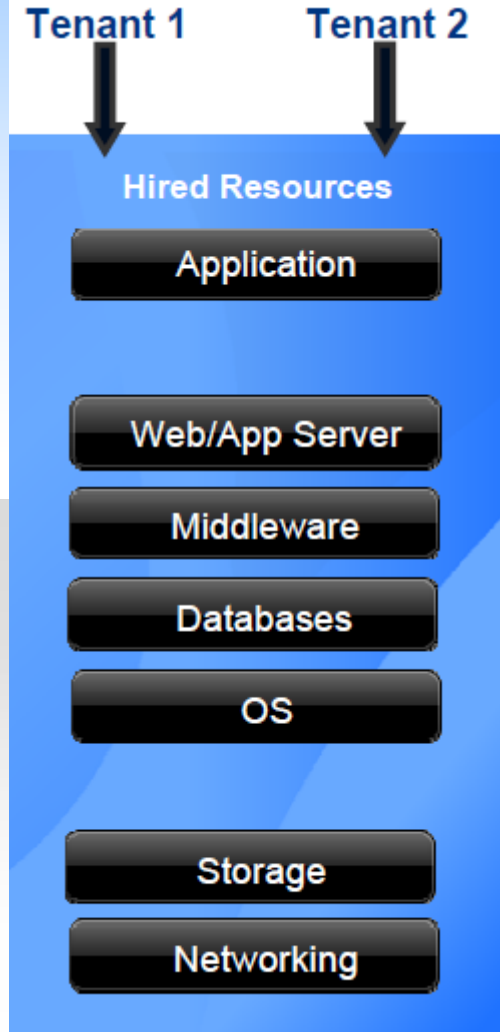 Tenant 1 Tenant 2
Hired Resources
Application
Web/App Server
Middleware
Databases
OS
Storage
Networking